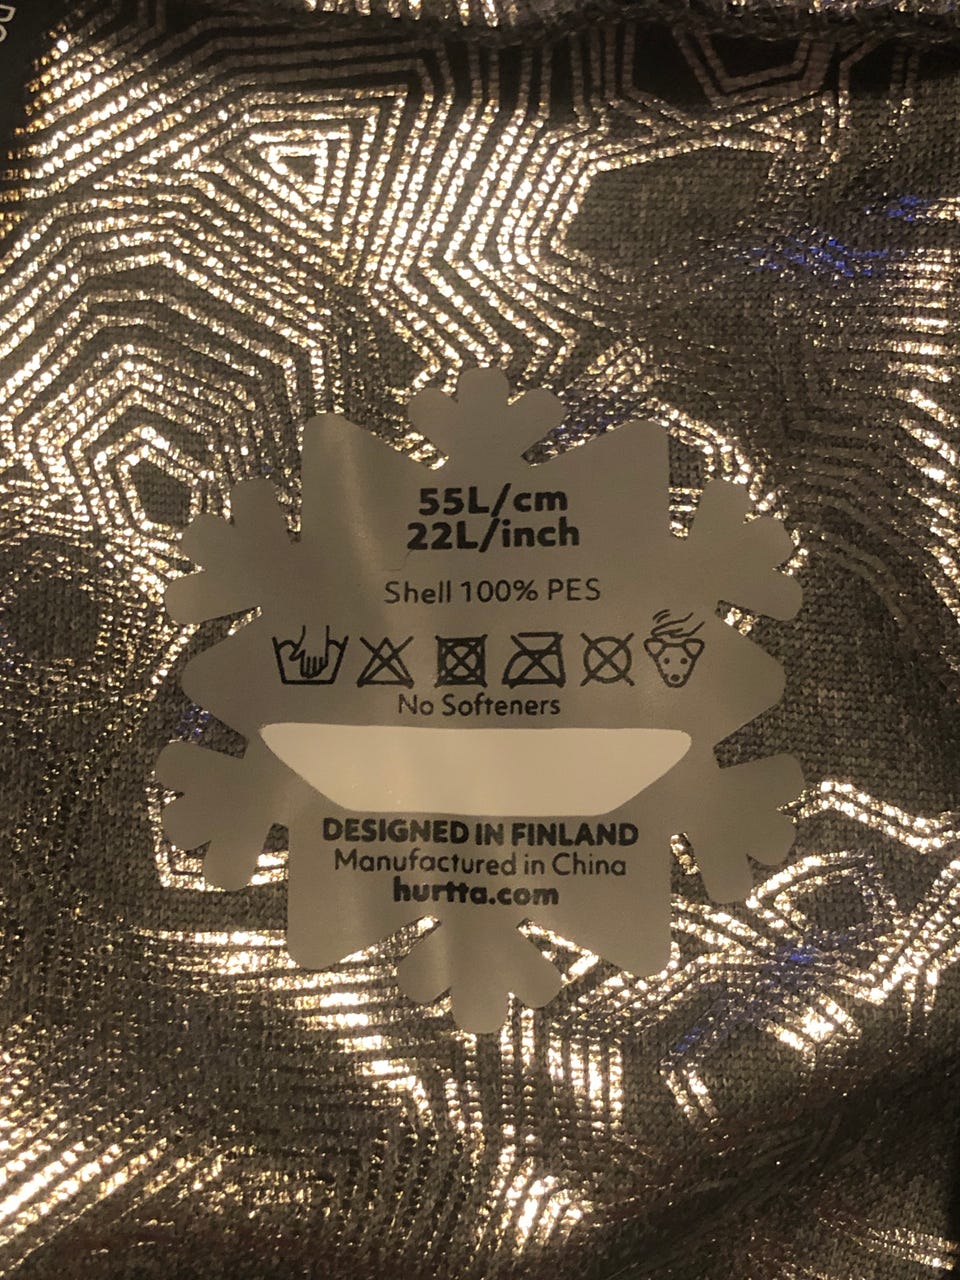 55L/cm
22L/inch
Shell 100% PES
No Softeners
DESIGNED IN FINLAND
Manufactured in China
hurtta.com